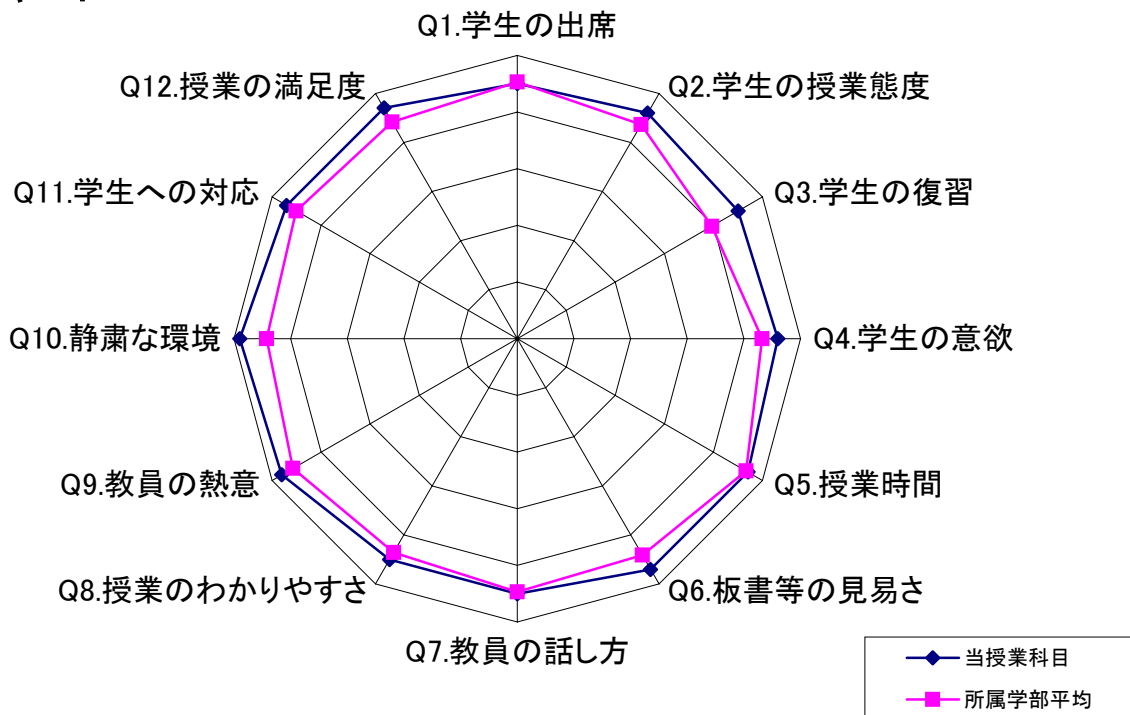 Q1.学生の出席
Q2.学生の授業態度
Q3.学生の復習
Q4.学生の意欲
Q5.授業時間
Q6.板書等の見易さ
Q7.教員の話し方
Q8.授業のわかりやすさ
Q9.教員の熱意
Q10.静粛な環境
Q11.学生への対応
Q12.授業の満足度
当授業科目
所属学部平均